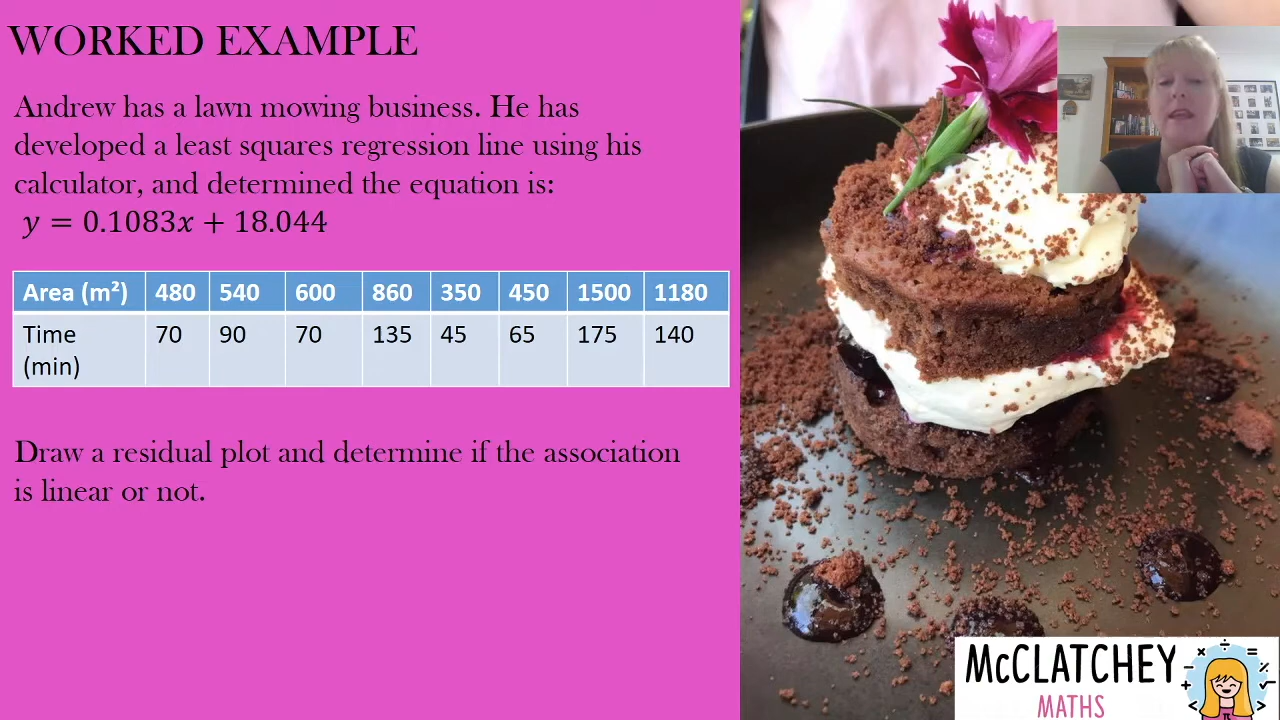 WORKED EXAMPLE
Andrew has a lawn mowing business. He has
developed a least squares regression line using his
calculator, and determined the equation is:
y = 0.1083x + 18.044
Area (m²) 480 540 600 860 350 450 1500 1180
Time 70 90 70 135 45 65 175 140
(min)
Draw a residual plot and determine if the association
is linear or not.
McCLATCHEY
MATHS